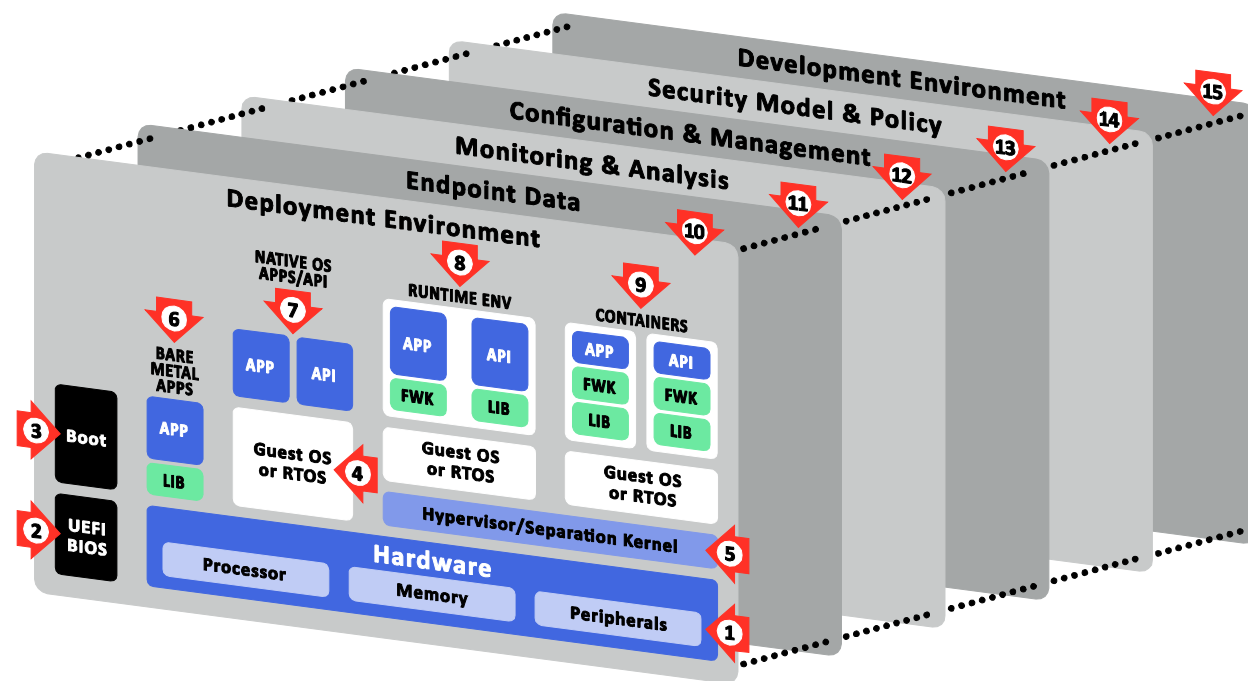 Development Environment
15
Security Model & Policy
14
Configuration & Management
13
Monitoring & Analysis
12
Endpoint Data
11
Deployment Environment
10
NATIVE OS
APPS/API
7
8
RUNTIME ENV
9
CONTAINERS
6
BARE
METAL
APPS
APP
LIB
APP
API
Guest OS
or RTOS
4
APP
FWK
API
LIB
Guest OS
or RTOS
APP
FWK
LIB
API
FWK
LIB
Guest OS
or RTOS
3
Boot
2
UEFI
BIOS
Hypervisor/Separation Kernel
5
Hardware
Processor
Memory
Peripherals
1